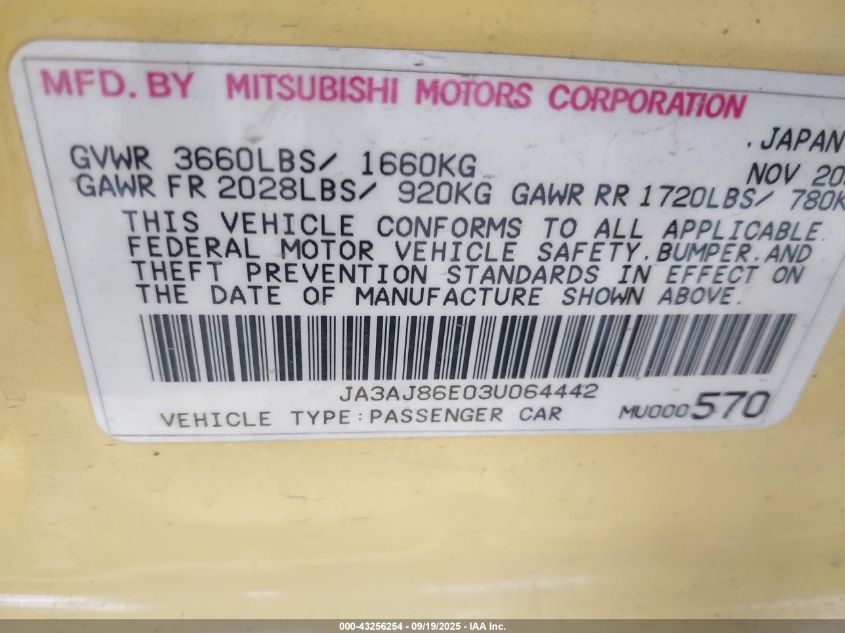 MFD. BY MITSUBISHI MOTORS CORPORATION
. JAPAN
GVWR 3660LBS/ 1660KG NOV 20
GAWR FR 2028LBS/ 920KG GAWR RR 1720LBS/ 780K
THIS VEHICLE CONFORMS TO ALL APPLICABLE
FEDERAL MOTOR VEHICLE SAFETY, BUMPER, AND
THEFT PREVENTION STANDARDS IN EFFECT ON
THE DATE OF MANUFACTURE SHOWN ABOVE.
JA3AJ86E03U064442
VEHICLE TYPE: PASSENGER CAR MU000570
000-43256254 - 09/19/2025 - IAA Inc.